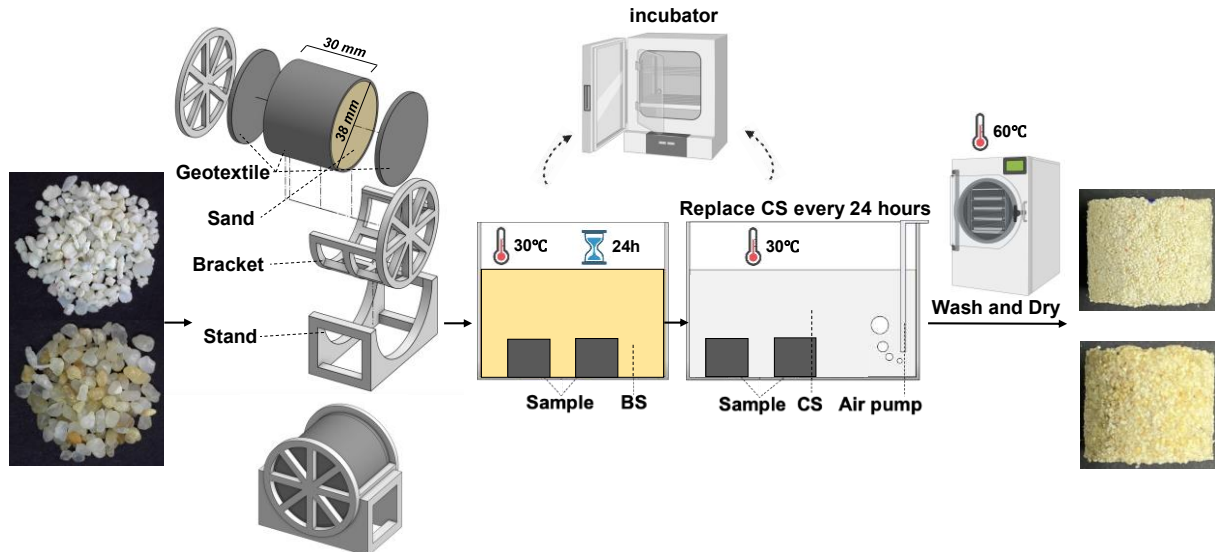 incubator
30 mm
38 mm
60℃
Geotextile
Sand
Replace CS every 24 hours
30℃
24h
30℃
Bracket
Wash and Dry
Stand
Sample
BS
Sample
CS
Air pump